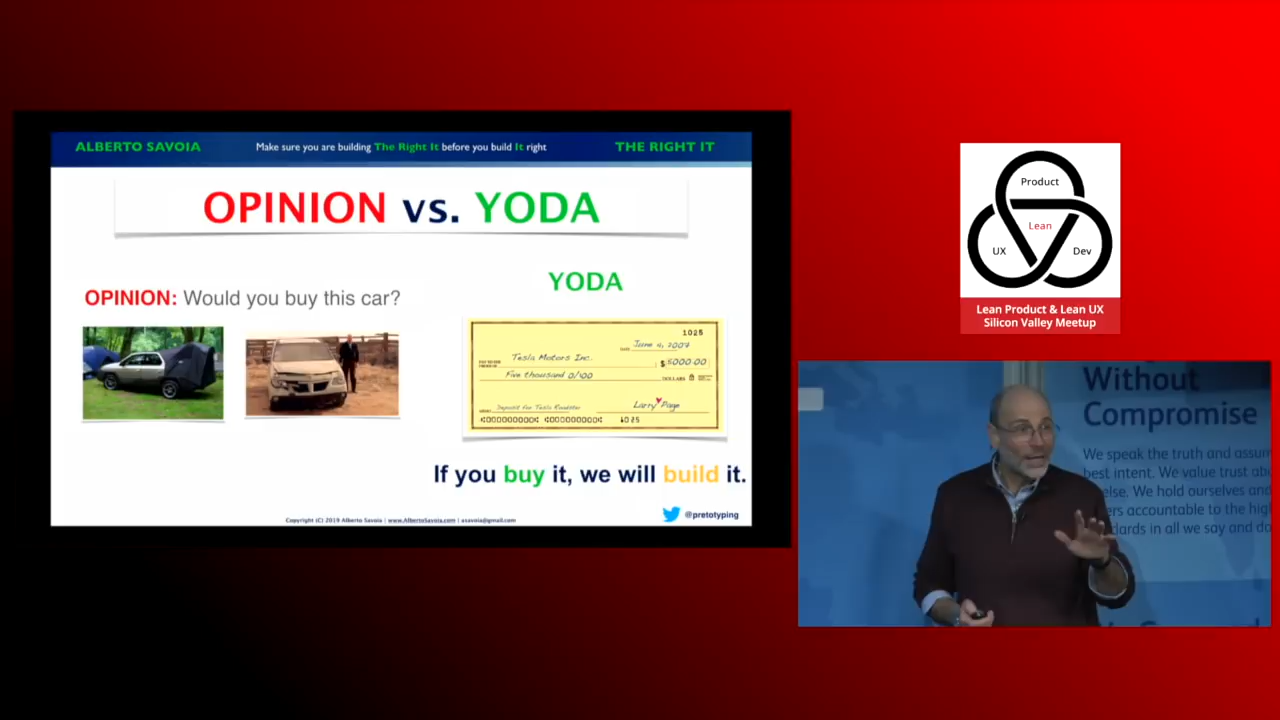 ALBERTO SAVOIA
Make sure you are building The Right It before you build It right
THE RIGHT IT
OPINION vs. YODA
OPINION: Would you buy this car?
YODA
1025
DATE June 4, 2007
Tesla Motors Inc.
$5000.00
Five thousand 0/100
DOLLARS
Deposit for Tesla Roadster
Larry Page
1025
If you buy it, we will build it.
Copyright (C) 2019 Alberto Savoia | www.AlbertoSavoia.com | asavoia@gmail.com
@pretotyping
Product
Lean
UX
Dev
Lean Product & Lean UX
Silicon Valley Meetup
Without
Compromise
We speak the truth and assum
best intent. We value trust abo
else. We hold ourselves and
ers accountable to the high
dards in all we say and do